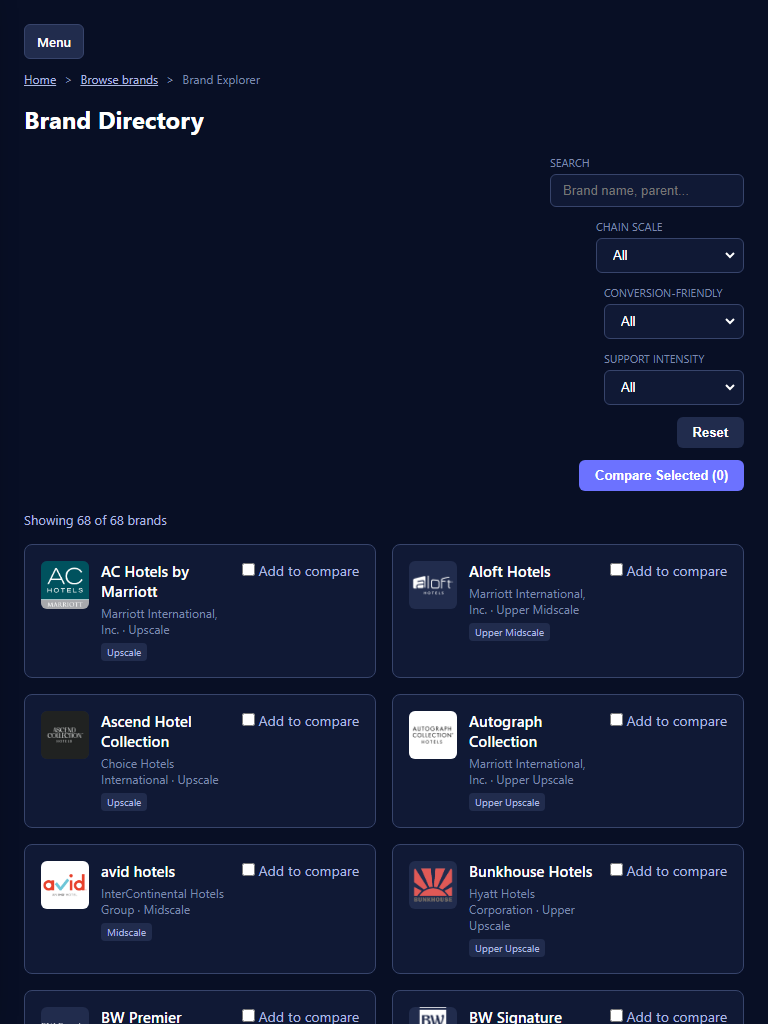 Menu
Home > Browse brands > Brand Explorer
Brand Directory
SEARCH
Brand name, parent...
CHAIN SCALE
All
CONVERSION-FRIENDLY
All
SUPPORT INTENSITY
All
Reset
Compare Selected (0)
Showing 68 of 68 brands
AC
HOTELS
MARRIOTT
AC Hotels by
Marriott
Marriott International,
Inc. · Upscale
Upscale
Add to compare
aloft
HOTELS
Aloft Hotels
Marriott International,
Inc. · Upper Midscale
Upper Midscale
Add to compare
ASCEND
COLLECTION
HOTELS
Ascend Hotel
Collection
Choice Hotels
International · Upscale
Upscale
Add to compare
AUTOGRAPH
COLLECTION
HOTELS
Autograph
Collection
Marriott International,
Inc. · Upper Upscale
Upper Upscale
Add to compare
avid
avid hotels
InterContinental Hotels
Group · Midscale
Midscale
Add to compare
BUNKHOUSE
Bunkhouse Hotels
Hyatt Hotels
Corporation · Upper
Upscale
Upper Upscale
Add to compare
BW Premier
Add to compare
BW
BW Signature
Add to compare